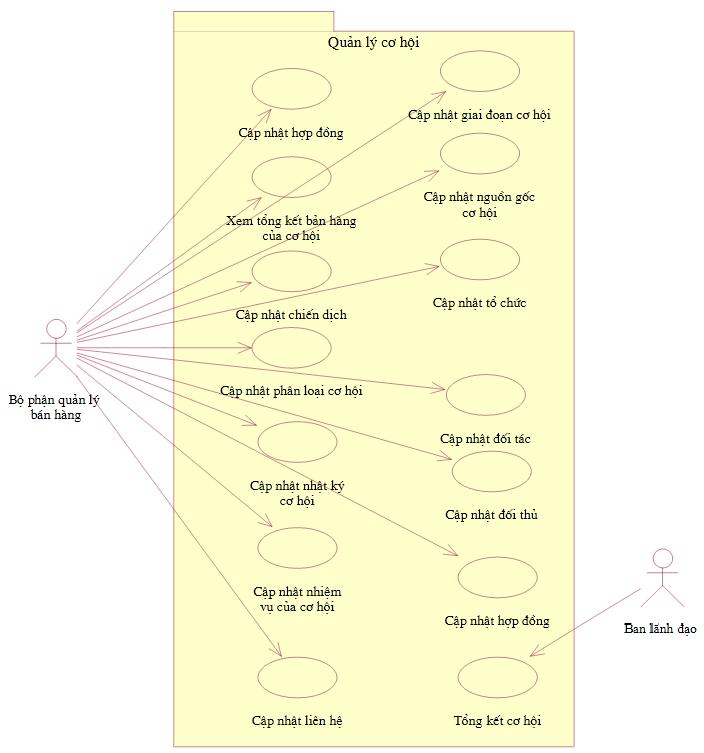 Quản lý cơ hội
Cập nhật hợp đồng
Cập nhật giai đoạn cơ hội
Xem tổng kết bán hàng
của cơ hội
Cập nhật nguồn gốc
cơ hội
Cập nhật chiến dịch
Cập nhật tổ chức
Bộ phận quản lý
bán hàng
Cập nhật phân loại cơ hội
Cập nhật đối tác
Cập nhật nhật ký
cơ hội
Cập nhật đối thủ
Cập nhật nhiệm
vụ của cơ hội
Cập nhật hợp đồng
Ban lãnh đạo
Cập nhật liên hệ
Tổng kết cơ hội